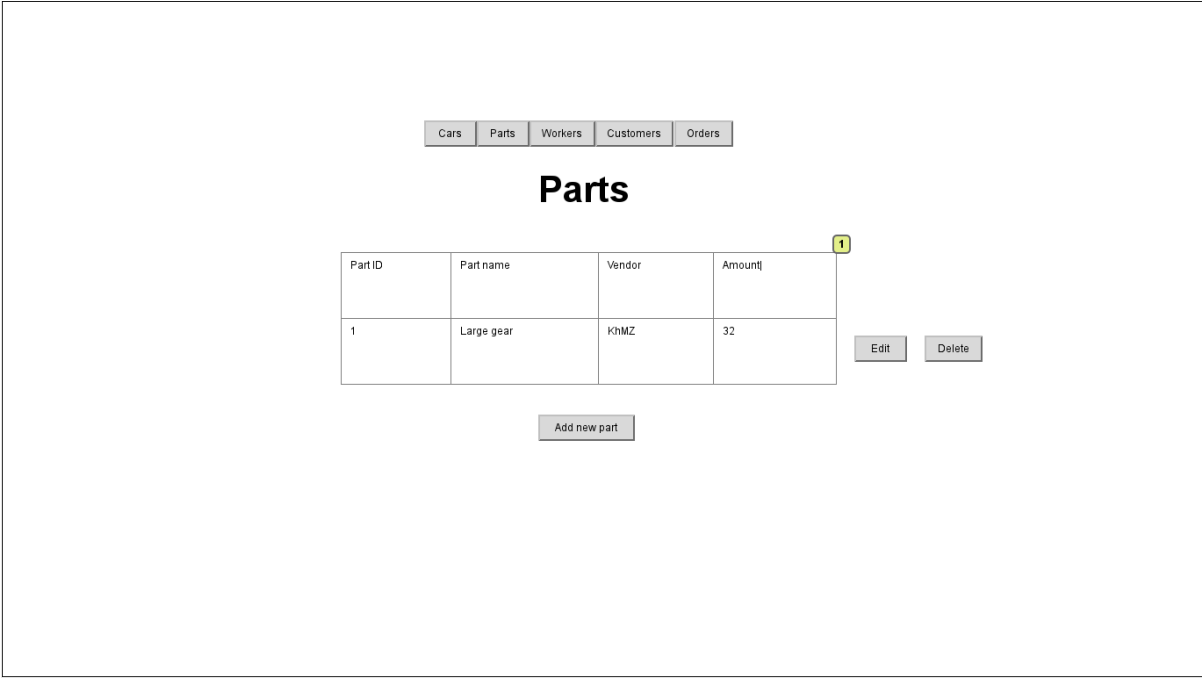 Cars Parts Workers Customers Orders
Parts
1
Part ID Part name Vendor Amount
1 Large gear KhMZ 32
Edit Delete
Add new part